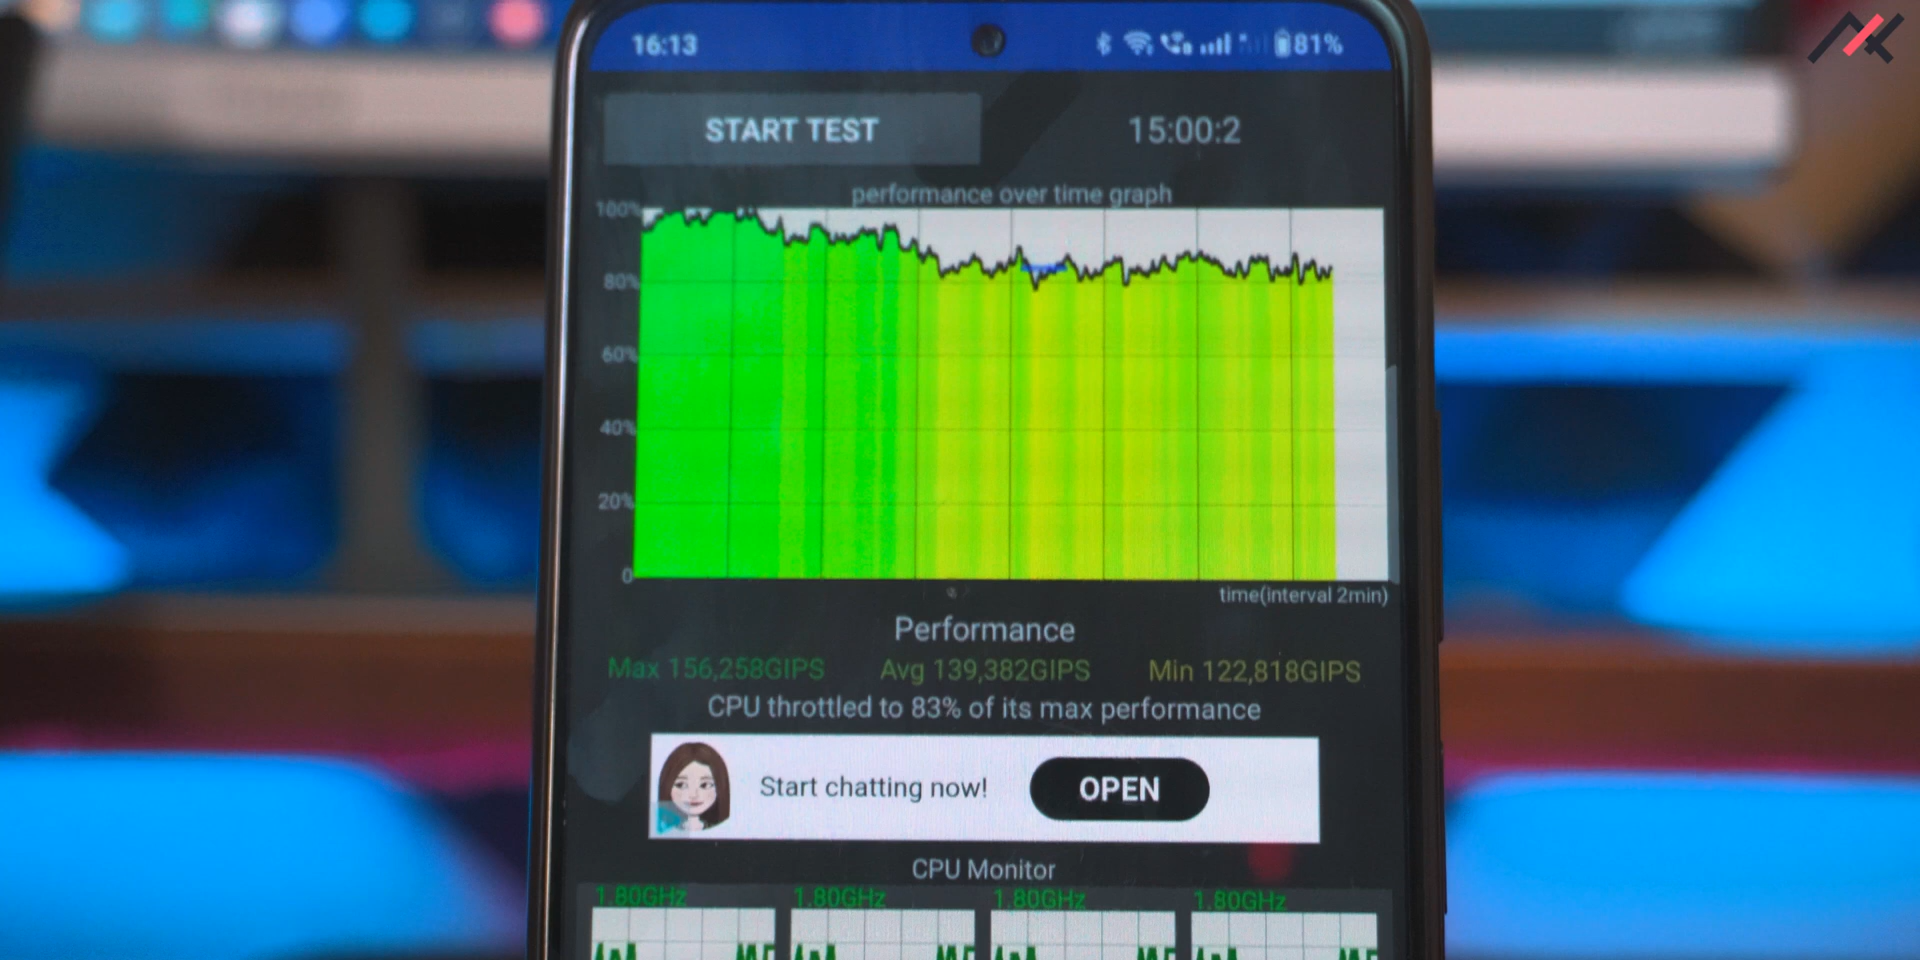 16:13 81%
START TEST 15:00:2
performance over time graph
100%
80%
60%
40%
20%
0
time(interval 2min)
Performance
Max 156,258GIPS Avg 139,382GIPS Min 122,818GIPS
CPU throttled to 83% of its max performance
Start chatting now! OPEN
CPU Monitor
1.80GHz 1.80GHz 1.80GHz 1.80GHz